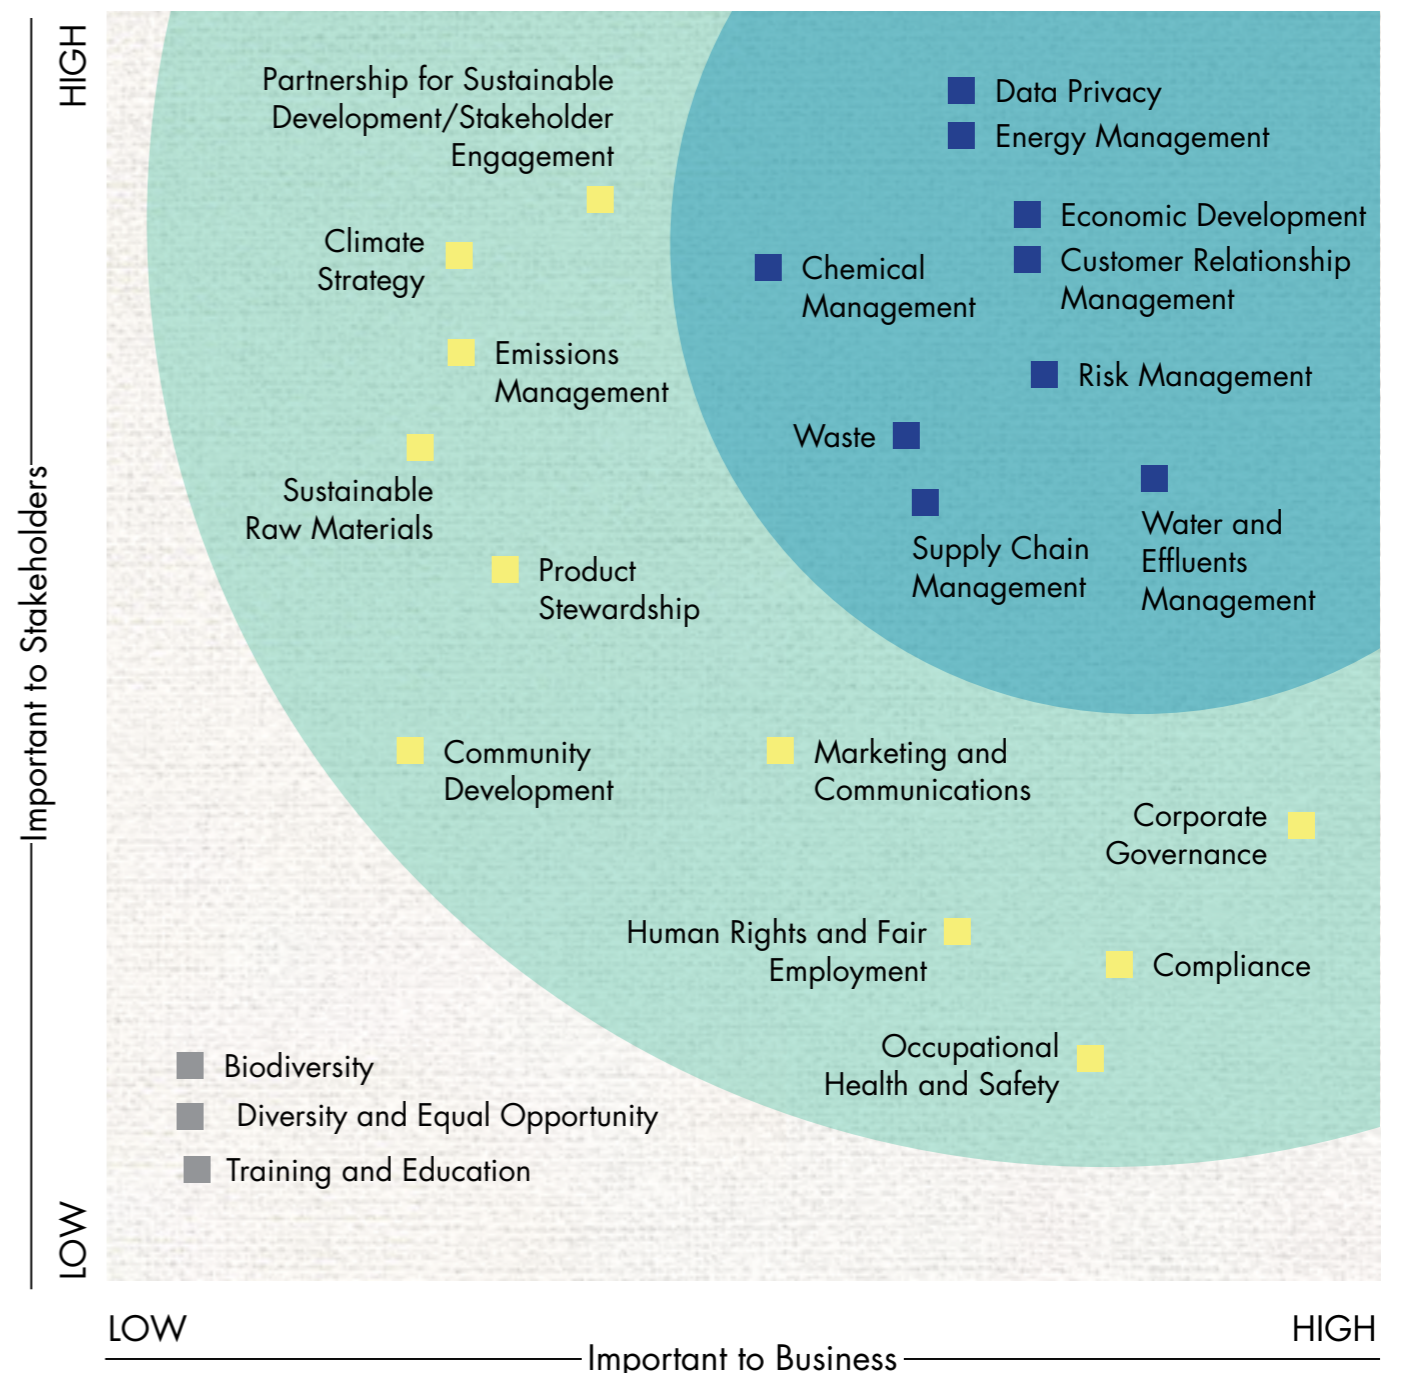 HIGH
Partnership for Sustainable
Development/Stakeholder
Engagement
Data Privacy
Energy Management
Economic Development
Customer Relationship
Management
Climate
Strategy
Chemical
Management
Emissions
Management
Risk Management
Waste
Sustainable
Raw Materials
Water and
Effluents
Management
Supply Chain
Management
Product
Stewardship
Important to Stakeholders
Community
Development
Marketing and
Communications
Corporate
Governance
Human Rights and Fair
Employment
Compliance
Occupational
Health and Safety
Biodiversity
Diversity and Equal Opportunity
Training and Education
LOW
LOW
HIGH
Important to Business